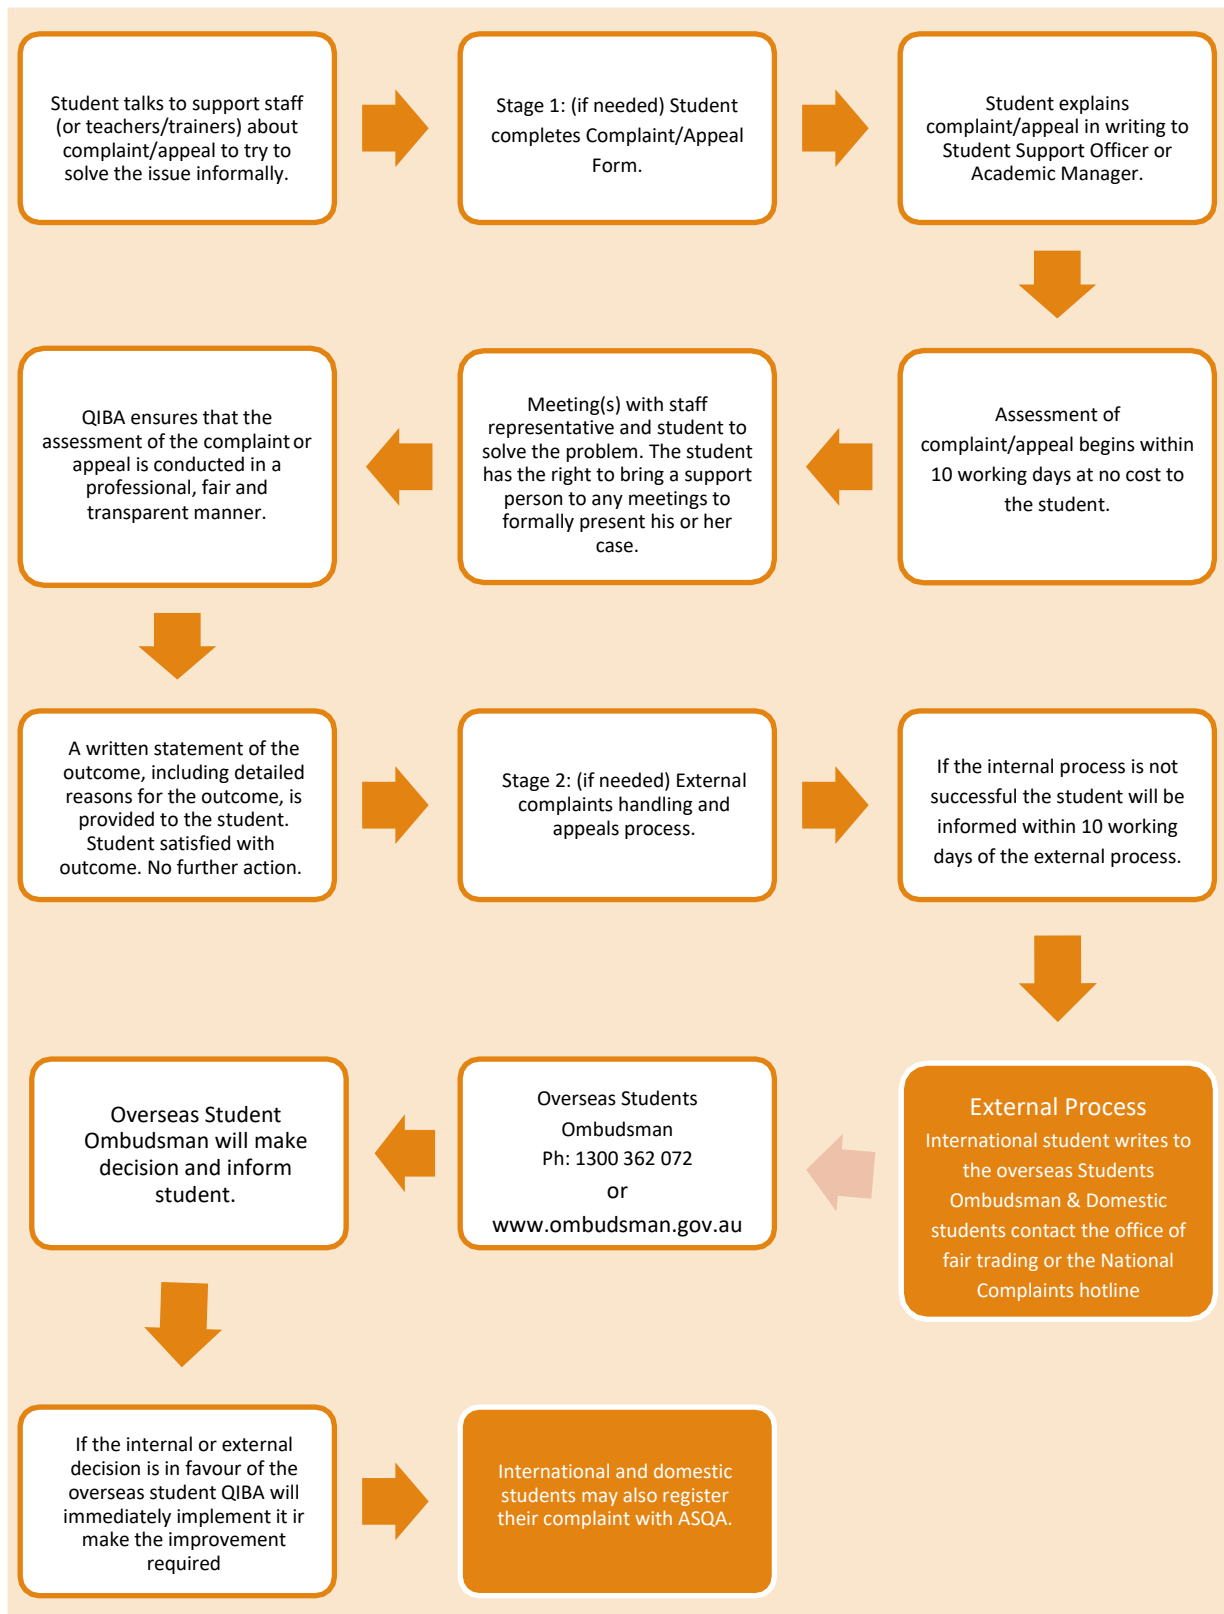 Student talks to support staff
(or teachers/trainers) about
complaint/appeal to try to
solve the issue informally.
Stage 1: (if needed) Student
completes Complaint/Appeal
Form.
Student explains
complaint/appeal in writing to
Student Support Officer or
Academic Manager.
Assessment of
complaint/appeal begins within
10 working days at no cost to
the student.
Meeting(s) with staff
representative and student to
solve the problem. The student
has the right to bring a support
person to any meetings to
formally present his or her
case.
QIBA ensures that the
assessment of the complaint or
appeal is conducted in a
professional, fair and
transparent manner.
A written statement of the
outcome, including detailed
reasons for the outcome, is
provided to the student.
Student satisfied with
outcome. No further action.
Stage 2: (if needed) External
complaints handling and
appeals process.
If the internal process is not
successful the student will be
informed within 10 working
days of the external process.
External Process
International student writes to
the overseas Students
Ombudsman & Domestic
students contact the office of
fair trading or the National
Complaints hotline
Overseas Students
Ombudsman
Ph: 1300 362 072
or
www.ombudsman.gov.au
Overseas Student
Ombudsman will make
decision and inform
student.
If the internal or external
decision is in favour of the
overseas student QIBA will
immediately implement it ir
make the improvement
required
International and domestic
students may also register
their complaint with ASQA.